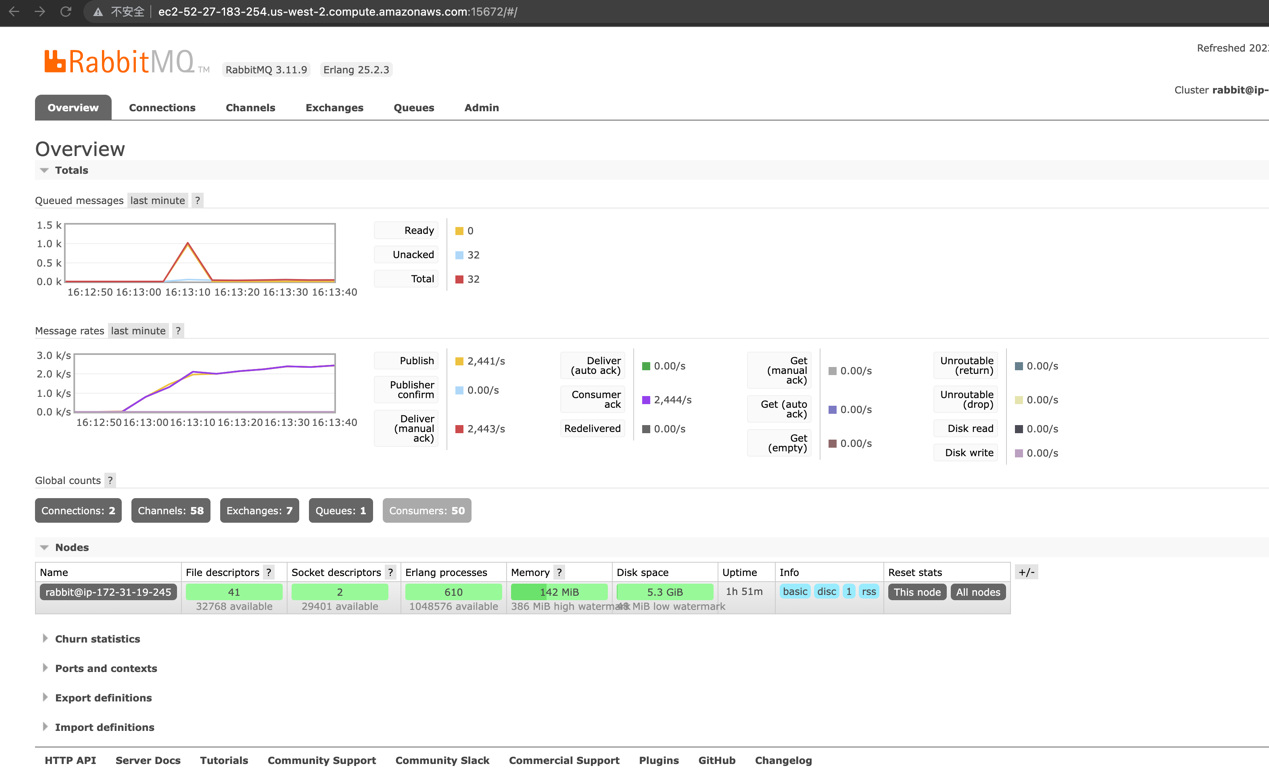 不安全 ec2-52-27-183-254.us-west-2.compute.amazonaws.com:15672/#/
RabbitMQ TM RabbitMQ 3.11.9 Erlang 25.2.3
Refreshed 202
Cluster rabbit@ip-
Overview Connections Channels Exchanges Queues Admin
Overview
Totals
Queued messages last minute ?
1.5 k
1.0 k
0.5 k
0.0 k
16:12:50 16:13:00 16:13:10 16:13:20 16:13:30 16:13:40
Ready 0
Unacked 32
Total 32
Message rates last minute ?
3.0 k/s
2.0 k/s
1.0 k/s
0.0 k/s
16:12:50 16:13:00 16:13:10 16:13:20 16:13:30 16:13:40
Publish 2,441/s
Publisher
confirm 0.00/s
Deliver
(manual
ack) 2,443/s
Deliver
(auto ack) 0.00/s
Consumer
ack 2,444/s
Redelivered 0.00/s
Get
(manual
ack) 0.00/s
Get (auto
ack) 0.00/s
Get
(empty) 0.00/s
Unroutable
(return) 0.00/s
Unroutable
(drop) 0.00/s
Disk read 0.00/s
Disk write 0.00/s
Global counts ?
Connections: 2 Channels: 58 Exchanges: 7 Queues: 1 Consumers: 50
Nodes
Name File descriptors ? Socket descriptors ? Erlang processes Memory ? Disk space Uptime Info Reset stats +/-
rabbit@ip-172-31-19-245 41 2 610 142 MiB 5.3 GiB 1h 51m basic disc 1 rss This node All nodes
32768 available 29401 available 1048576 available 386 MiB high watermark MiB low watermark
Churn statistics
Ports and contexts
Export definitions
Import definitions
HTTP API Server Docs Tutorials Community Support Community Slack Commercial Support Plugins GitHub Changelog